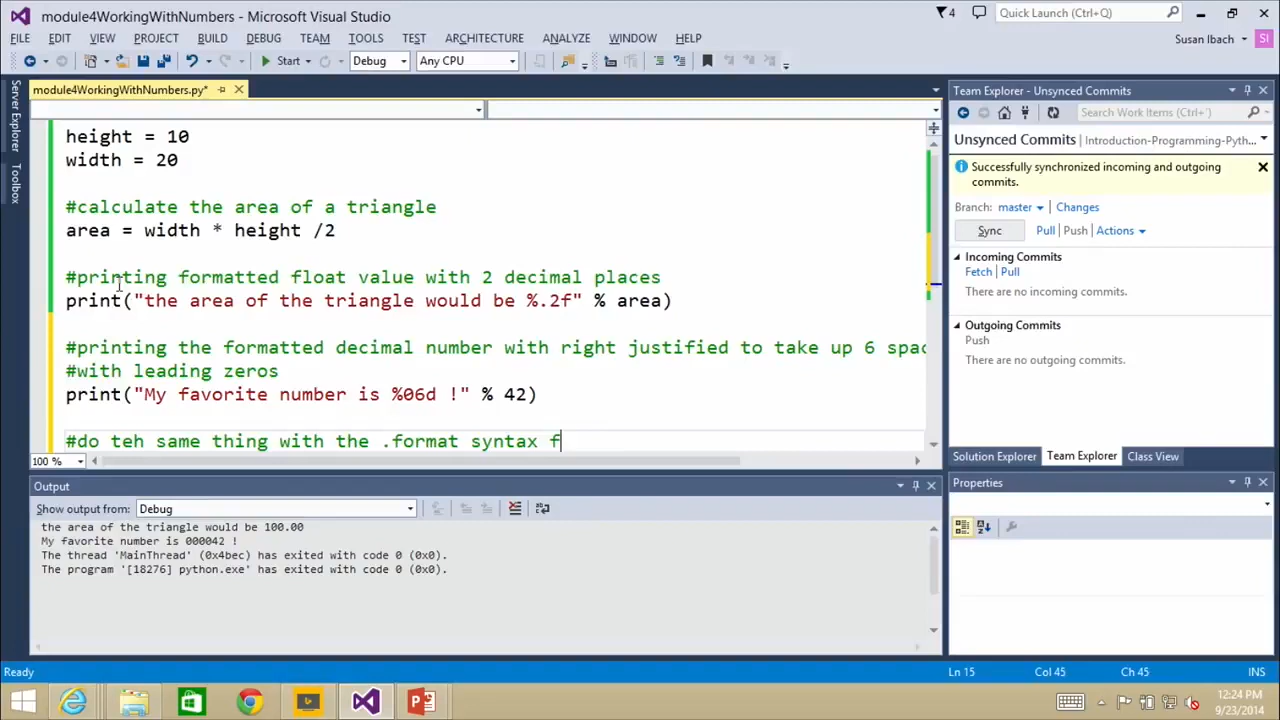 module4WorkingWithNumbers - Microsoft Visual Studio
4
Quick Launch (Ctrl+Q)
FILE EDIT VIEW PROJECT BUILD DEBUG TEAM TOOLS TEST ARCHITECTURE ANALYZE WINDOW HELP
Susan Ibach
SI
Start
Debug
Any CPU
Server Explorer
Toolbox
module4WorkingWithNumbers.py*
height = 10
width = 20
#calculate the area of a triangle
area = width * height /2
#printing formatted float value with 2 decimal places
print("the area of the triangle would be %.2f" % area)
#printing the formatted decimal number with right justified to take up 6 spac
#with leading zeros
print("My favorite number is %06d !" % 42)
#do teh same thing with the .format syntax f
100 %
Output
Show output from: Debug
the area of the triangle would be 100.00
My favorite number is 000042 !
The thread 'MainThread' (0x4bec) has exited with code 0 (0x0).
The program '[18276] python.exe' has exited with code 0 (0x0).
Team Explorer - Unsynced Commits
Search Work Items (Ctrl+')
Unsynced Commits | Introduction-Programming-Pyth...
Successfully synchronized incoming and outgoing
commits.
Branch: master Changes
Sync Pull Push Actions
Incoming Commits
Fetch | Pull
There are no incoming commits.
Outgoing Commits
Push
There are no outgoing commits.
Solution Explorer Team Explorer Class View
Properties
Ready
Ln 15 Col 45 Ch 45 INS
12:24 PM
9/23/2014